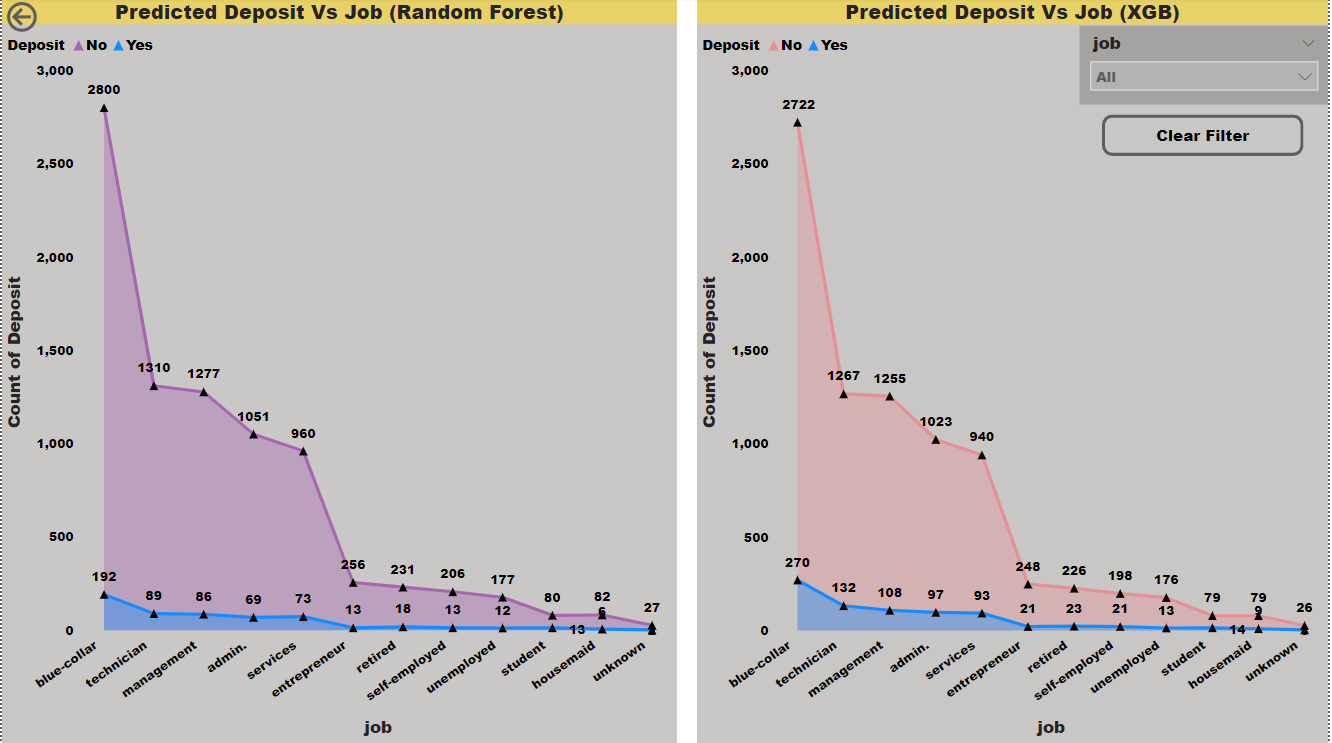 Predicted Deposit Vs Job (Random Forest)
Deposit No Yes
3,000
2,500
2,000
1,500
1,000
500
0
Count of Deposit
2800
1310
1277
1051
960
256
231
206
177
80
82
27
192
89
86
69
73
13
18
13
12
13
6
blue-collar
technician
management
admin.
services
entrepreneur
retired
self-employed
unemployed
student
housemaid
unknown
job
Predicted Deposit Vs Job (XGB)
Deposit No Yes
job
All
Clear Filter
3,000
2,500
2,000
1,500
1,000
500
0
Count of Deposit
2722
1267
1255
1023
940
248
226
198
176
79
79
26
270
132
108
97
93
21
23
21
13
14
9
blue-collar
technician
management
admin.
services
entrepreneur
retired
self-employed
unemployed
student
housemaid
unknown
job